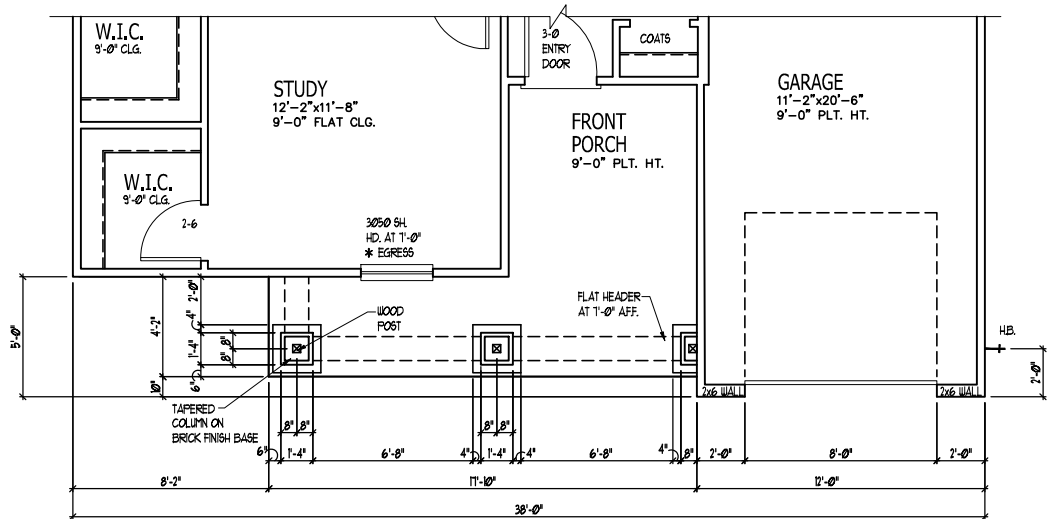 W.I.C.
9'-0" CLG.
STUDY
12'-2"x11'-8"
9'-0" FLAT CLG.
3-0
ENTRY
DOOR
COATS
GARAGE
11'-2"x20'-6"
9'-0" PLT. HT.
FRONT
PORCH
9'-0" PLT. HT.
W.I.C.
9'-0" CLG.
2-6
3050 SH.
HD. AT 7'-0"
* EGRESS
FLAT HEADER
AT 7'-0" AFF.
WOOD
POST
H.B.
5'-0"
4'-2"
10"
2'-0"
4"
1'-4"
6"
8"
8"
2'-0"
2x6 WALL
2x6 WALL
TAPERED
COLUMN ON
BRICK FINISH BASE
8"
8"
8"
8"
6"
1'-4"
6'-8"
4"
1'-4"
4"
6'-8"
4"
8"
2'-0"
8'-0"
2'-0"
8'-2"
17'-10"
12'-0"
38'-0"